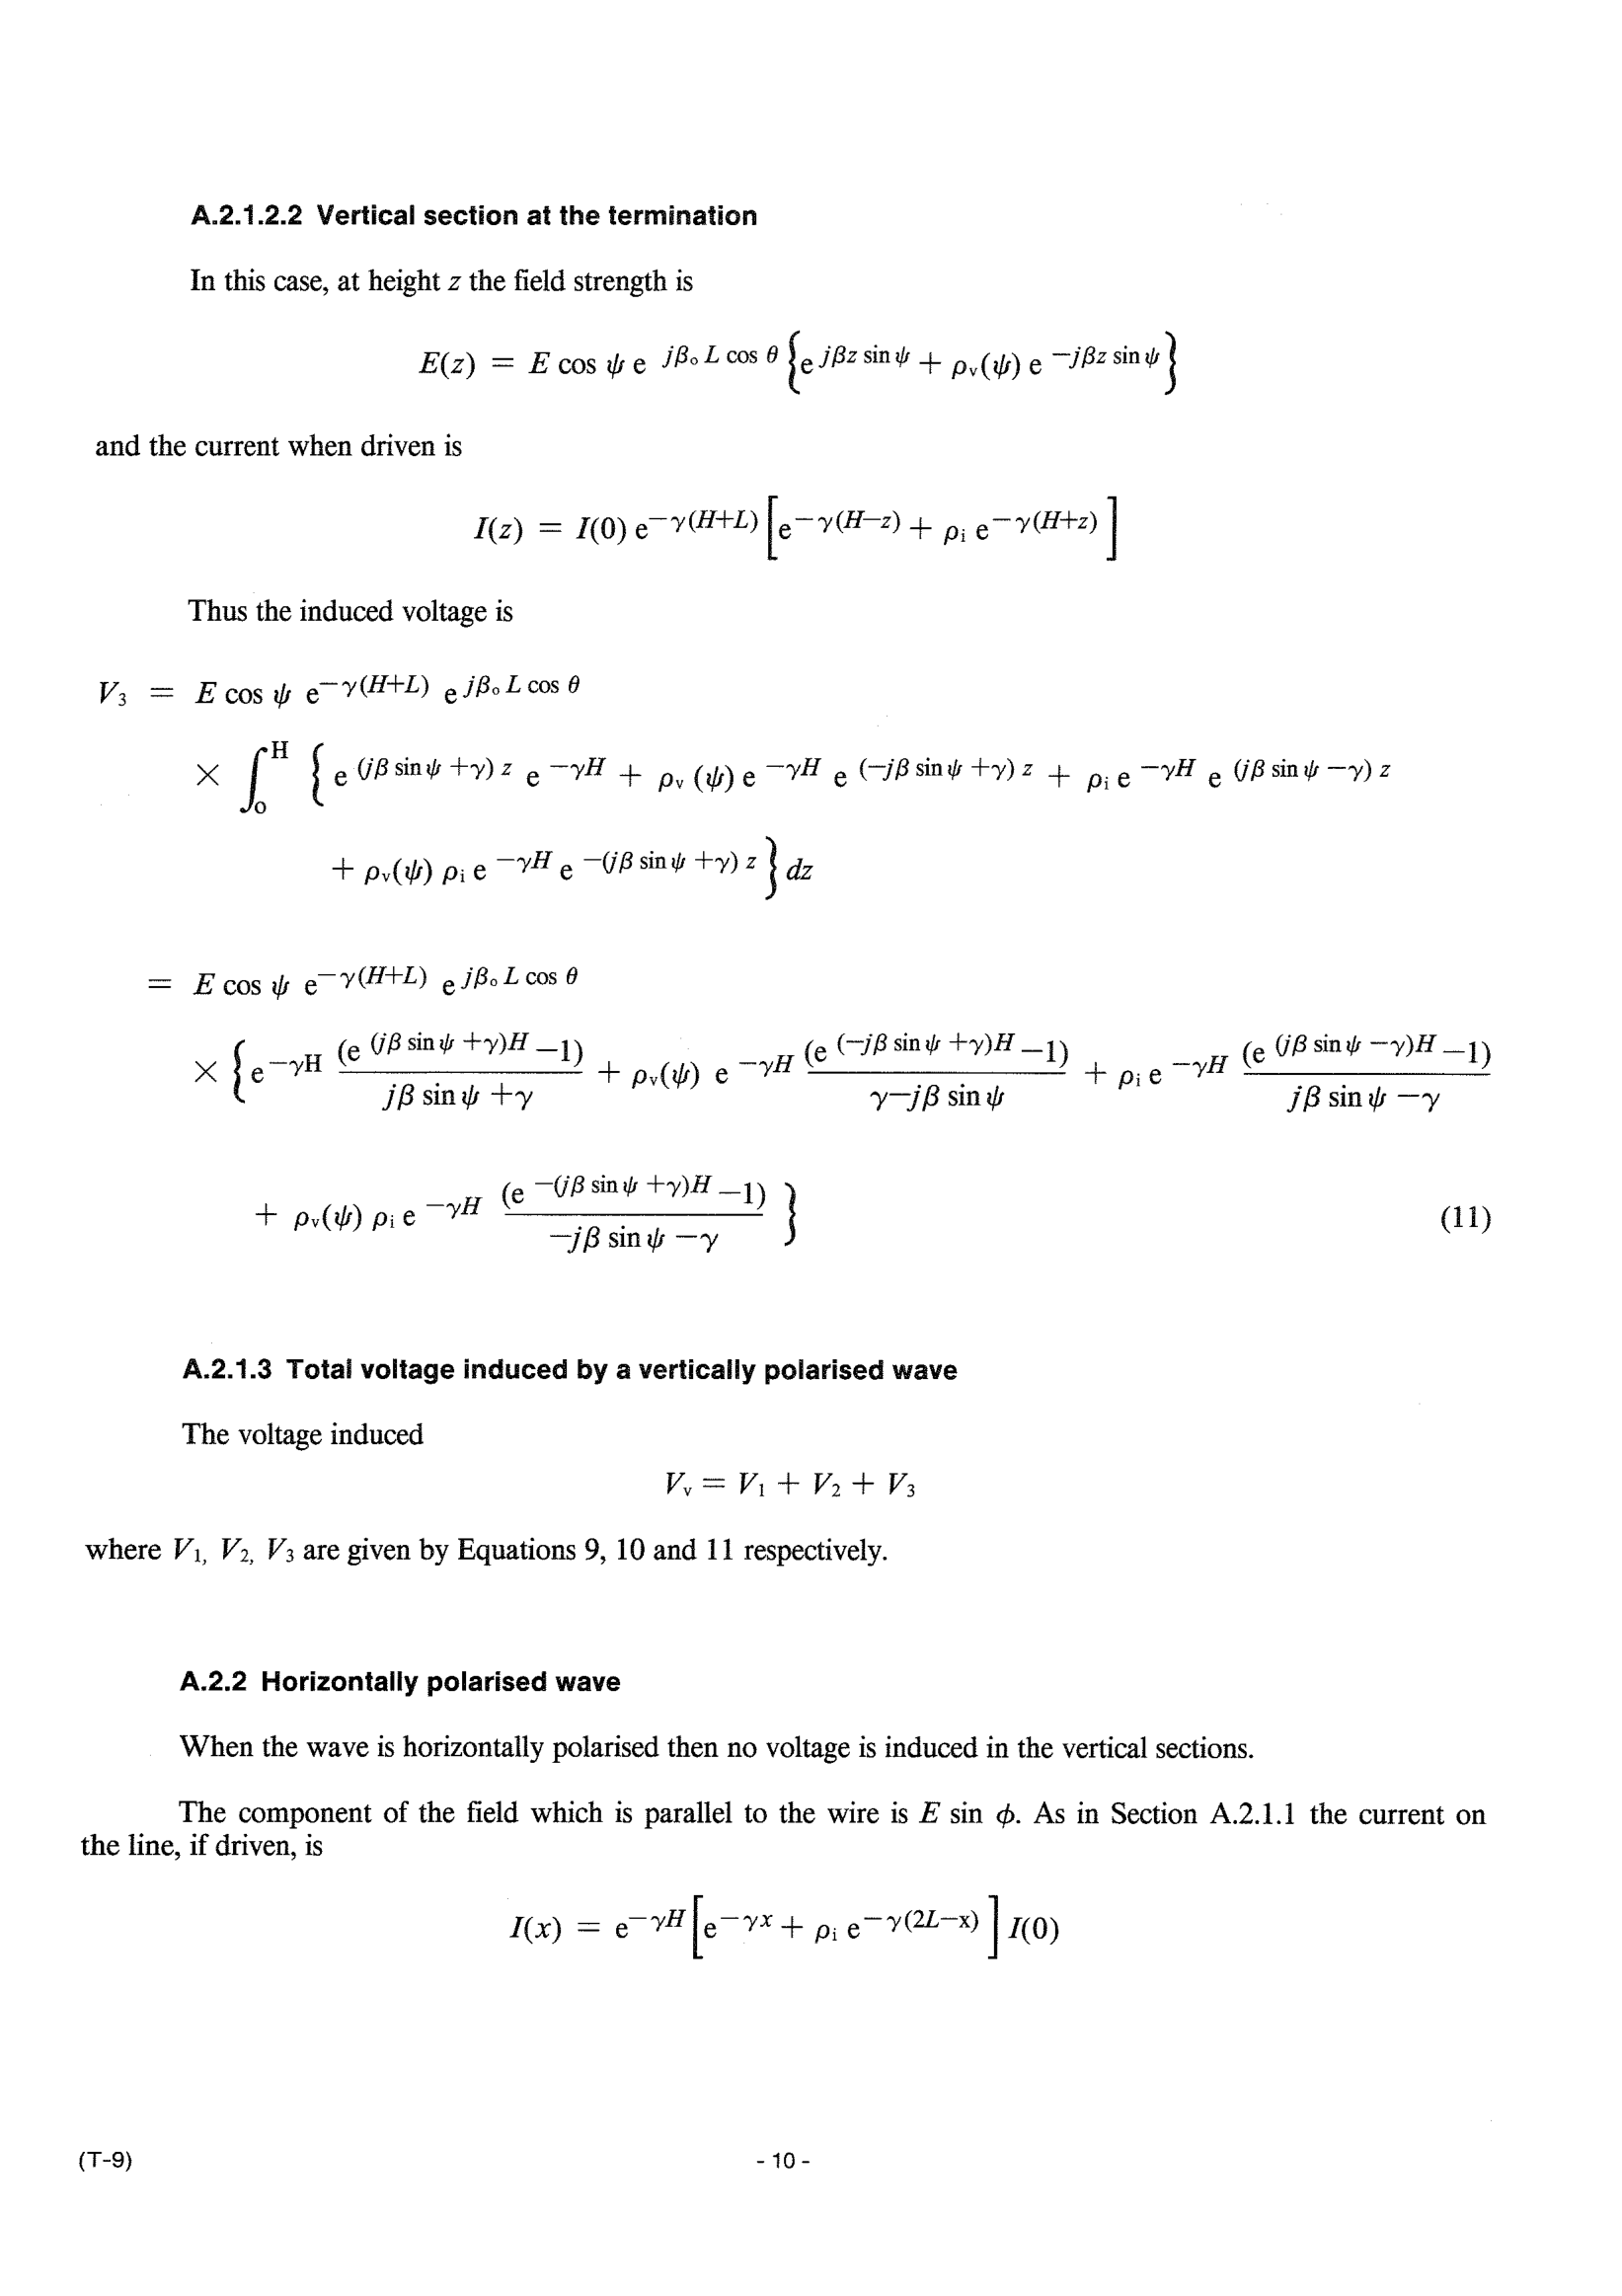 A.2.1.2.2 Vertical section at the termination
In this case, at height z the field strength is
E(z) = E cos ψ e^{jβ₀ L cos θ} {e^{jβz sin ψ} + ρᵥ(ψ) e^{−jβz sin ψ}}
and the current when driven is
I(z) = I(0) e^{−γ(H+L)} [e^{−γ(H−z)} + ρᵢ e^{−γ(H+z)}]
Thus the induced voltage is
V₃ = E cos ψ e^{−γ(H+L)} e^{jβ₀ L cos θ}
× ∫₀^H {e^{(jβ sin ψ +γ) z} e^{−γH} + ρᵥ (ψ) e^{−γH} e^{(−jβ sin ψ +γ) z} + ρᵢ e^{−γH} e^{(jβ sin ψ −γ) z}
+ ρᵥ(ψ) ρᵢ e^{−γH} e^{−(jβ sin ψ +γ) z}} dz
= E cos ψ e^{−γ(H+L)} e^{jβ₀ L cos θ}
× {e^{−γH} (e^{(jβ sin ψ +γ)H} −1) / (jβ sin ψ +γ) + ρᵥ(ψ) e^{−γH} (e^{(−jβ sin ψ +γ)H} −1) / (γ−jβ sin ψ) + ρᵢ e^{−γH} (e^{(jβ sin ψ −γ)H} −1) / (jβ sin ψ −γ)
+ ρᵥ(ψ) ρᵢ e^{−γH} (e^{−(jβ sin ψ +γ)H} −1) / (−jβ sin ψ −γ)} (11)
A.2.1.3 Total voltage induced by a vertically polarised wave
The voltage induced
Vᵥ = V₁ + V₂ + V₃
where V₁, V₂, V₃ are given by Equations 9, 10 and 11 respectively.
A.2.2 Horizontally polarised wave
When the wave is horizontally polarised then no voltage is induced in the vertical sections.
The component of the field which is parallel to the wire is E sin ϕ. As in Section A.2.1.1 the current on
the line, if driven, is
I(x) = e^{−γH} [e^{−γx} + ρᵢ e^{−γ(2L−x)}] I(0)
(T-9)
- 10 -